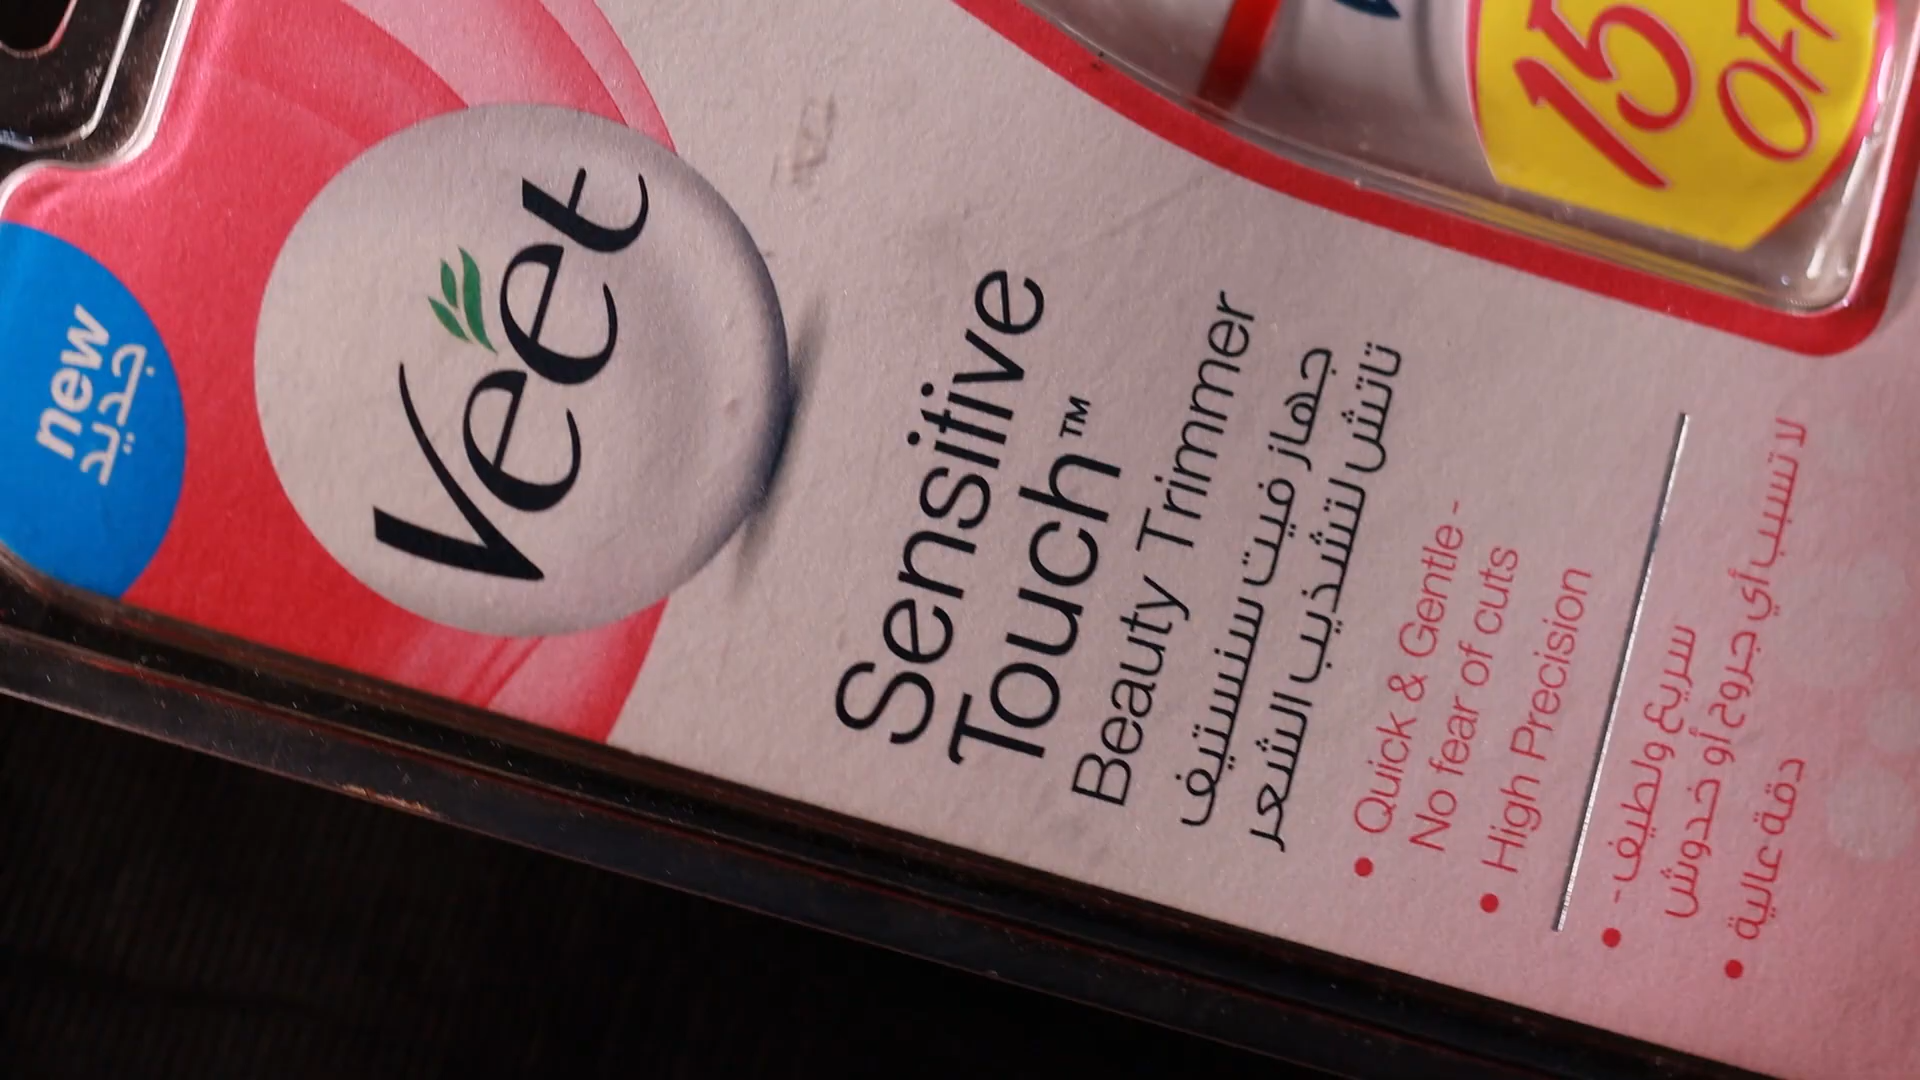 new
جديد
Veet
15
OFF
Sensitive
Touch™
Beauty Trimmer
جهاز فيت سنستيف
تاتش لتشذيب الشعر
• Quick & Gentle -
No fear of cuts
• High Precision
• سريع ولطيف -
لا تسبب أي جروح أو خدوش
• دقة عالية